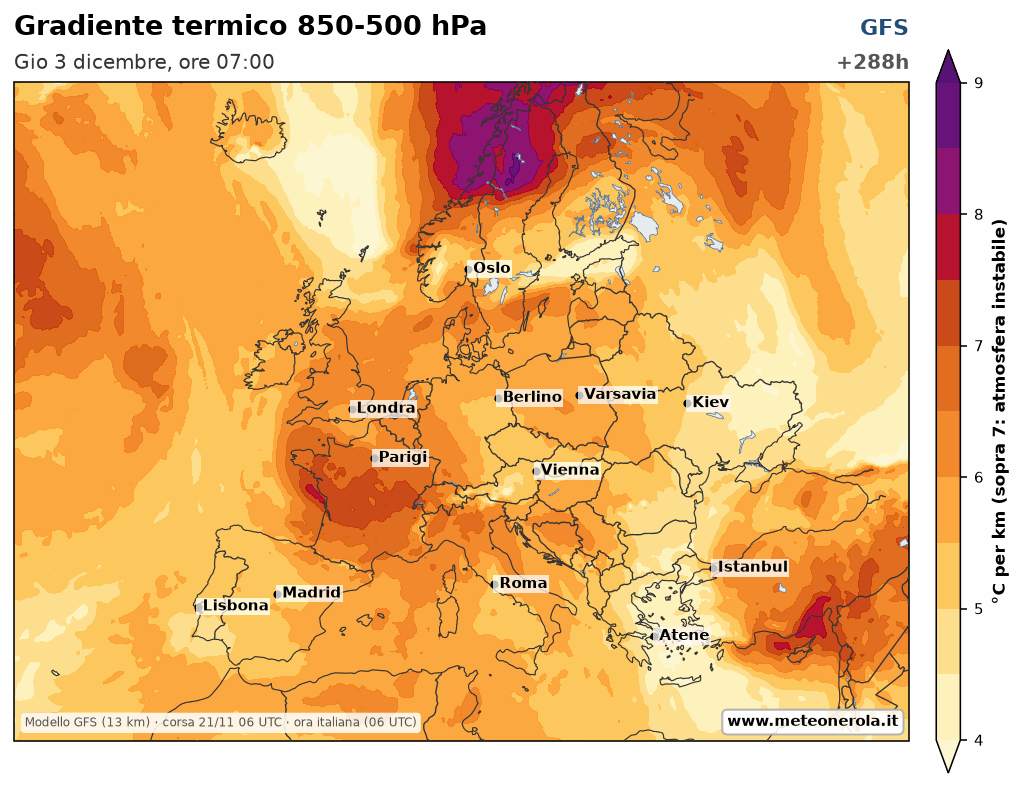 Gradiente termico 850-500 hPa
GFS
Gio 3 dicembre, ore 07:00
+288h
Oslo
Londra
Berlino
Varsavia
Kiev
Parigi
Vienna
Madrid
Lisbona
Roma
Istanbul
Atene
Modello GFS (13 km) · corsa 21/11 06 UTC · ora italiana (06 UTC)
www.meteonerola.it
9
8
7
6
5
4
°C per km (sopra 7: atmosfera instabile)